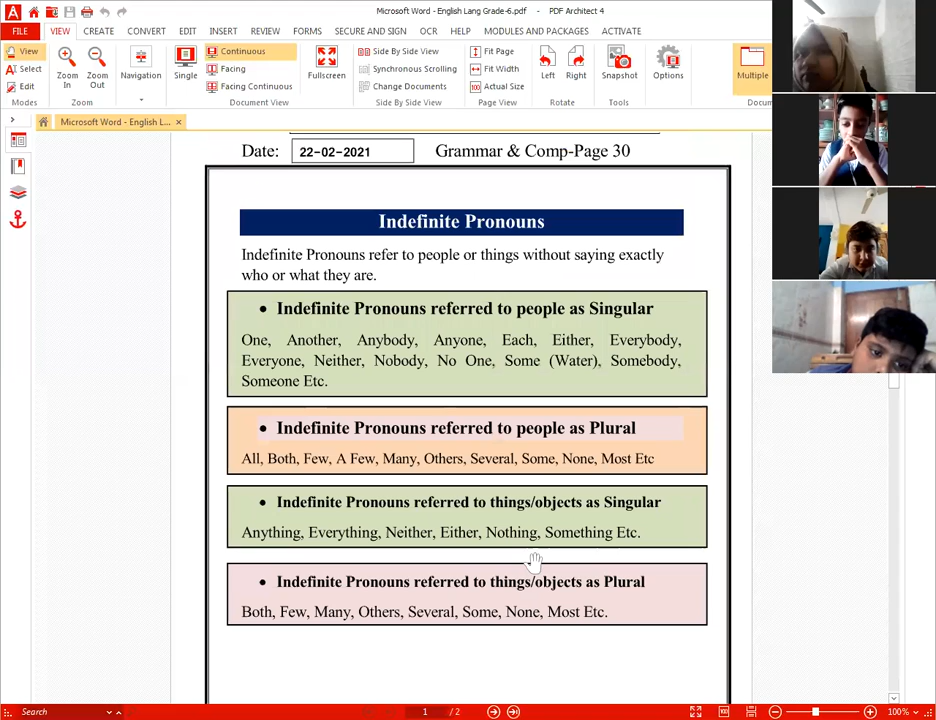 Microsoft Word - English Lang Grade-6.pdf - PDF Architect 4
FILE VIEW CREATE CONVERT EDIT INSERT REVIEW FORMS SECURE AND SIGN OCR HELP MODULES AND PACKAGES ACTIVATE
View
Select
Edit
Modes
Zoom In
Zoom Out
Zoom
Navigation
Single
Continuous
Facing
Facing Continuous
Document View
Fullscreen
Side By Side View
Synchronous Scrolling
Change Documents
Side By Side View
Fit Page
Fit Width
Actual Size
Page View
Left
Right
Rotate
Snapshot
Tools
Options
Multiple
Docum
Microsoft Word - English L... ×
Date: 22-02-2021 Grammar & Comp-Page 30
Indefinite Pronouns
Indefinite Pronouns refer to people or things without saying exactly
who or what they are.
• Indefinite Pronouns referred to people as Singular
One, Another, Anybody, Anyone, Each, Either, Everybody,
Everyone, Neither, Nobody, No One, Some (Water), Somebody,
Someone Etc.
• Indefinite Pronouns referred to people as Plural
All, Both, Few, A Few, Many, Others, Several, Some, None, Most Etc
• Indefinite Pronouns referred to things/objects as Singular
Anything, Everything, Neither, Either, Nothing, Something Etc.
• Indefinite Pronouns referred to things/objects as Plural
Both, Few, Many, Others, Several, Some, None, Most Etc.
Search 1 / 2 100%